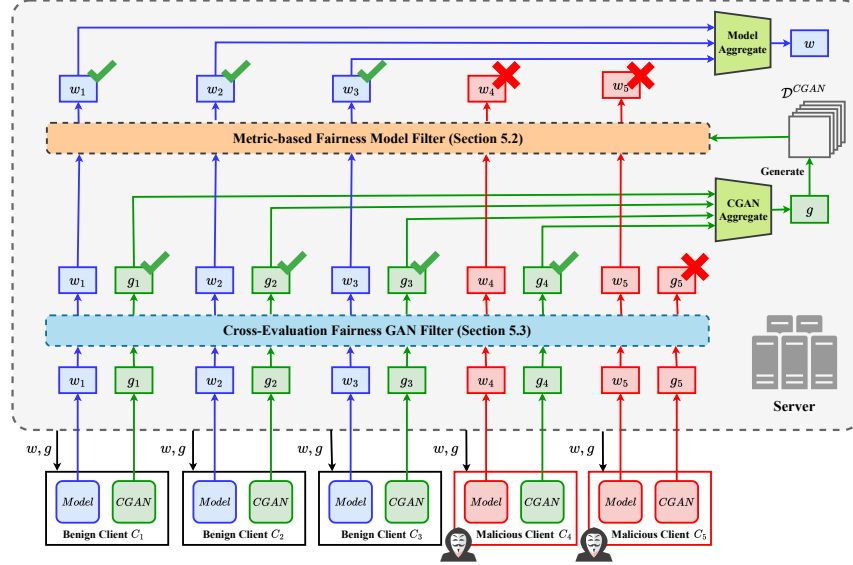 Model
Aggregate
w
w₁
w₂
w₃
w₄
w₅
𝒟ᶜᴳᴬᴺ
Metric-based Fairness Model Filter (Section 5.2)
Generate
CGAN
Aggregate
g
w₁ g₁ w₂ g₂ w₃ g₃ w₄ g₄ w₅ g₅
Cross-Evaluation Fairness GAN Filter (Section 5.3)
w₁ g₁ w₂ g₂ w₃ g₃ w₄ g₄ w₅ g₅
Server
w, g w, g w, g w, g w, g
Model CGAN Model CGAN Model CGAN Model CGAN Model CGAN
Benign Client C₁ Benign Client C₂ Benign Client C₃ Malicious Client C₄ Malicious Client C₅